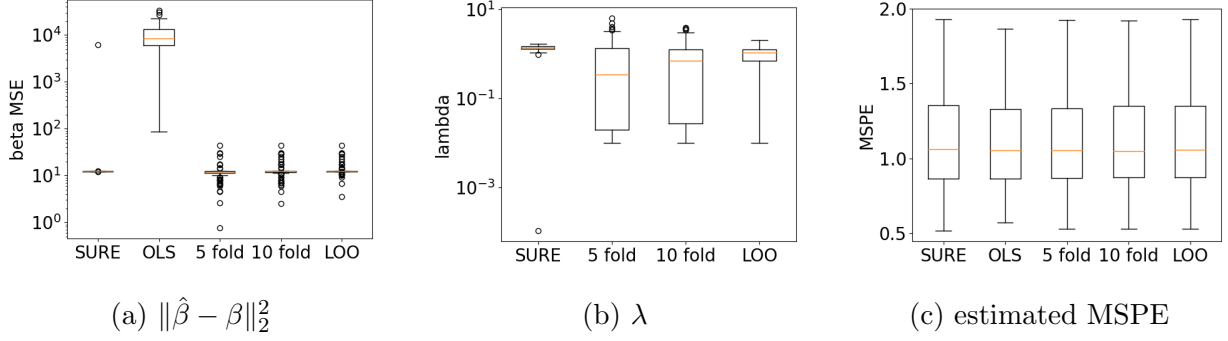 beta MSE
10^4
10^3
10^2
10^1
10^0
SURE OLS 5 fold 10 fold LOO
(a) ‖β̂ − β‖₂²
lambda
10^1
10^−1
10^−3
SURE 5 fold 10 fold LOO
(b) λ
MSPE
2.0
1.5
1.0
0.5
SURE OLS 5 fold 10 fold LOO
(c) estimated MSPE